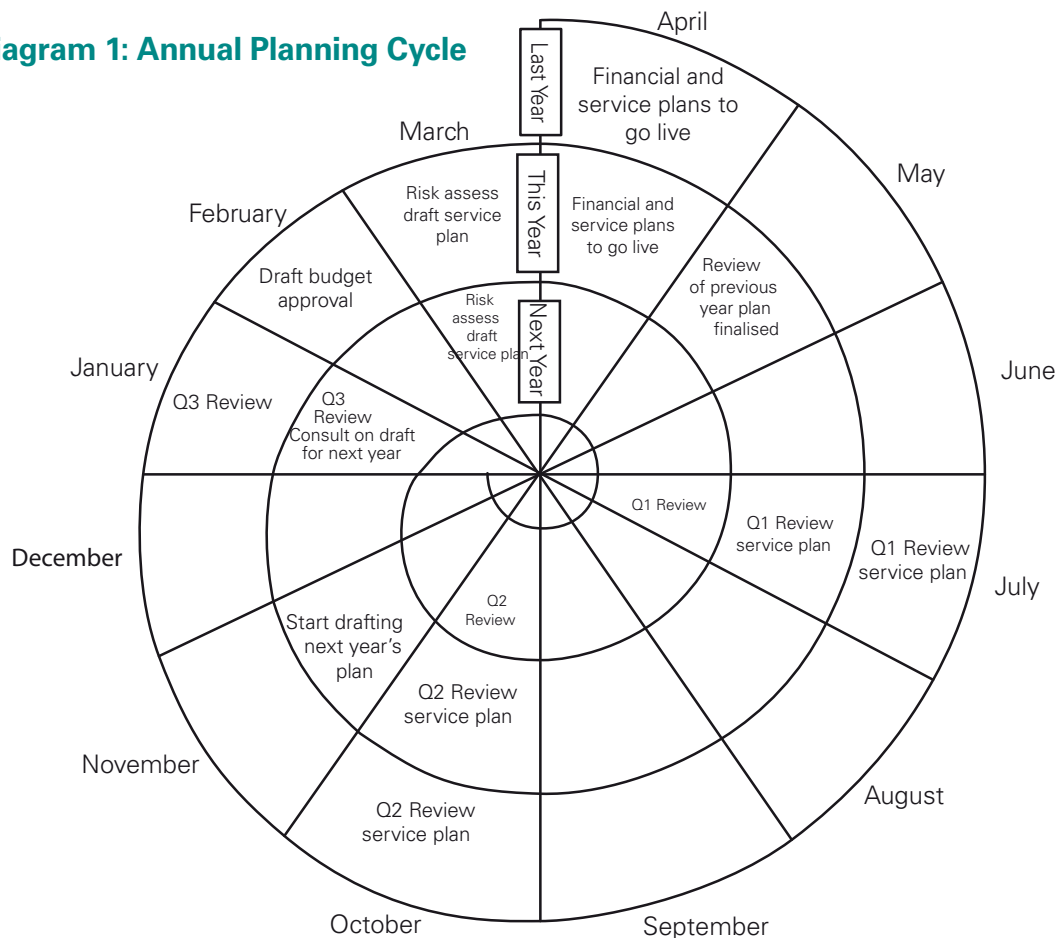 iagram 1: Annual Planning Cycle
April
Last Year
Financial and
service plans to
go live
March
May
This Year
Risk assess
draft service
plan
Financial and
service plans
to go live
February
Draft budget
approval
Review
of previous
year plan
finalised
Next Year
Risk
assess
draft
service plan
January
June
Q3 Review
Q3
Review
Consult on draft
for next year
Q1 Review
Q1 Review
service plan
Q1 Review
service plan
December
July
Q2
Review
Start drafting
next year’s
plan
Q2 Review
service plan
November
August
Q2 Review
service plan
October
September